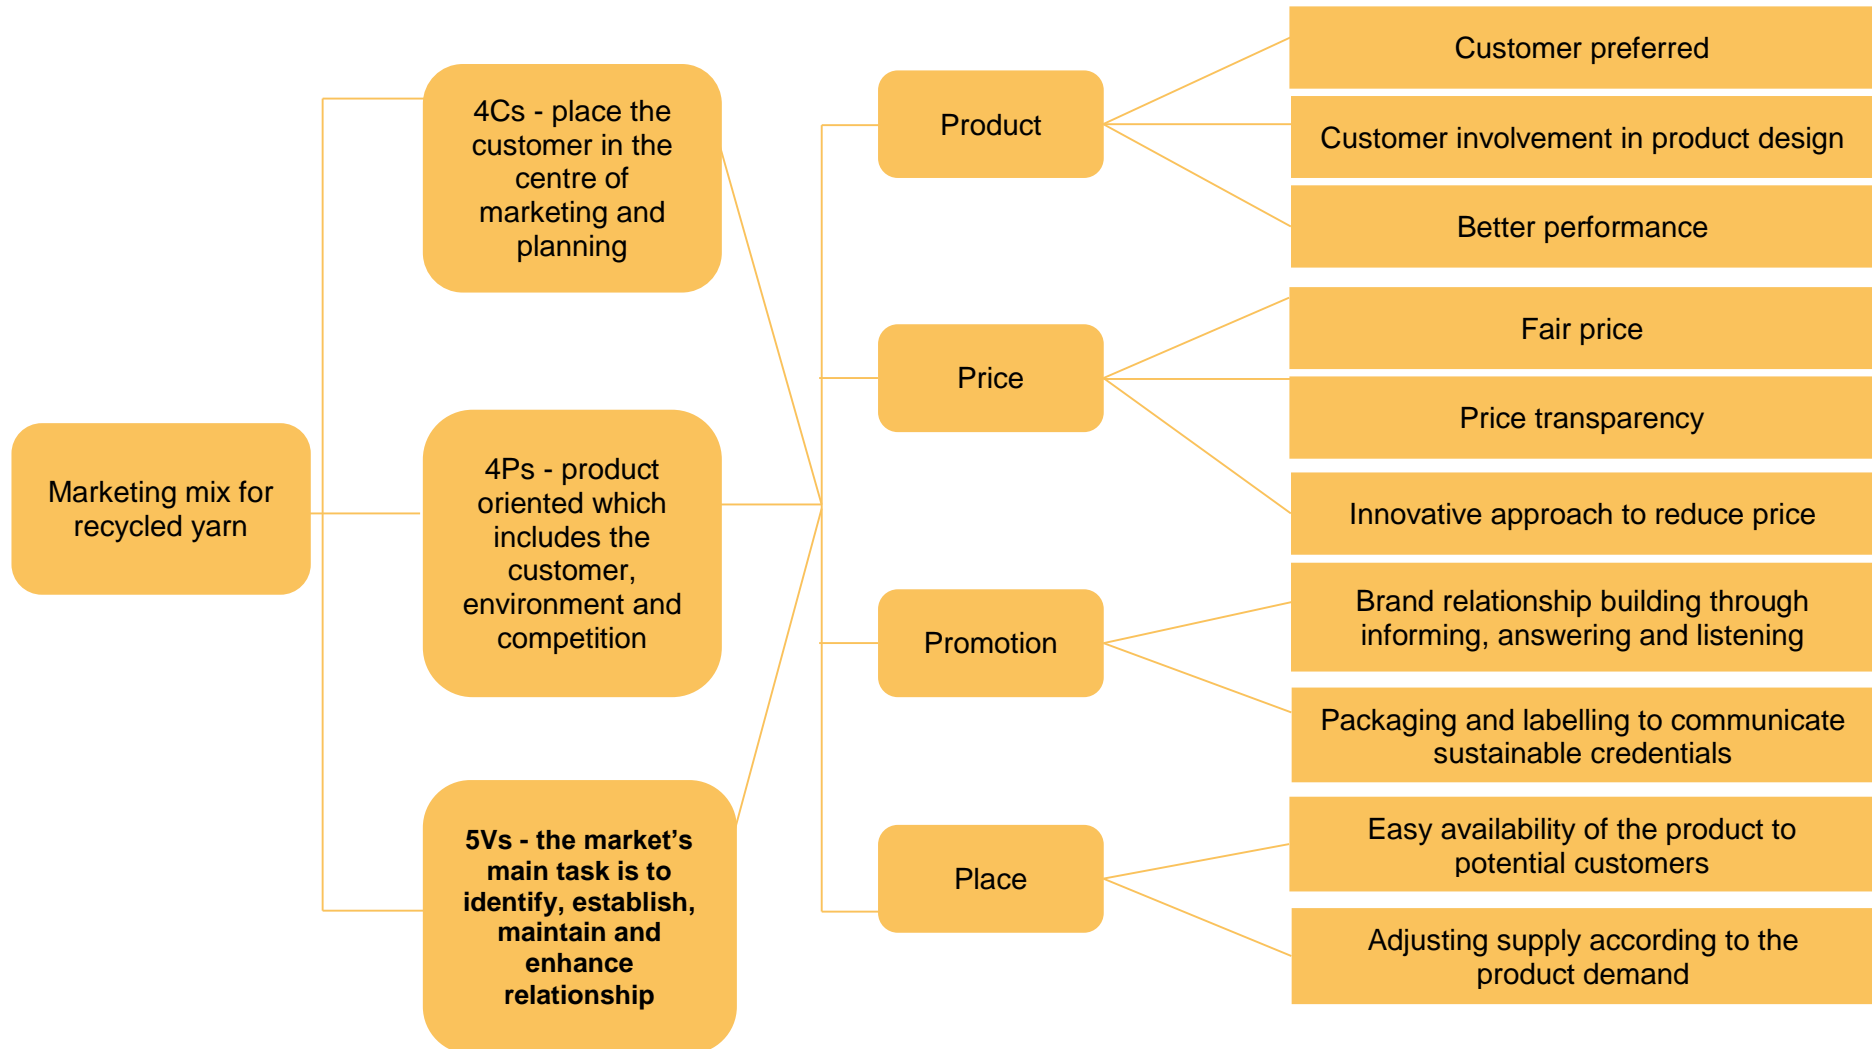 Marketing mix for
recycled yarn
4Cs - place the
customer in the
centre of
marketing and
planning
4Ps - product
oriented which
includes the
customer,
environment and
competition
5Vs - the market’s
main task is to
identify, establish,
maintain and
enhance
relationship
Product
Price
Promotion
Place
Customer preferred
Customer involvement in product design
Better performance
Fair price
Price transparency
Innovative approach to reduce price
Brand relationship building through
informing, answering and listening
Packaging and labelling to communicate
sustainable credentials
Easy availability of the product to
potential customers
Adjusting supply according to the
product demand